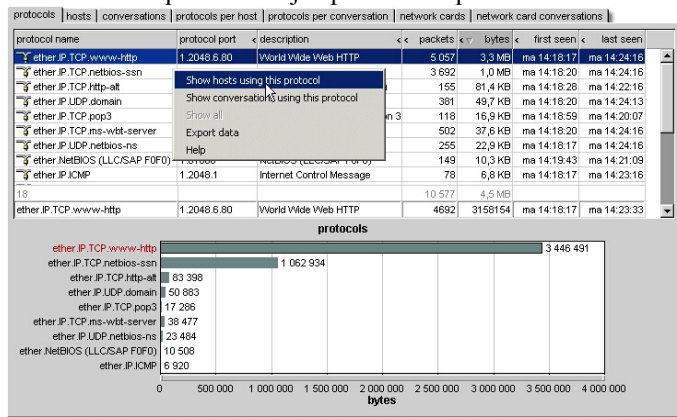 protocols hosts conversations protocols per host protocols per conversation network cards network card conversations
protocol name protocol port < description < < packets < bytes < first seen < last seen
ether.IP.TCP.www-http 1.2048.6.80 World Wide Web HTTP 5 057 3,3 MB ma 14:18:17 ma 14:24:16
ether.IP.TCP.netbios-ssn 3 692 1,0 MB ma 14:18:20 ma 14:24:16
ether.IP.TCP.http-alt 155 81,4 KB ma 14:18:28 ma 14:22:16
ether.IP.UDP.domain 381 49,7 KB ma 14:18:20 ma 14:24:13
ether.IP.TCP.pop3 on 3 118 16,9 KB ma 14:18:59 ma 14:20:07
ether.IP.TCP.ms-wbt-server 502 37,6 KB ma 14:18:20 ma 14:24:16
ether.IP.UDP.netbios-ns 255 22,9 KB ma 14:18:17 ma 14:24:16
ether.NetBIOS (LLC/SAP F0F0) 149 10,3 KB ma 14:19:43 ma 14:21:09
ether.IP.ICMP 1.2048.1 Internet Control Message 78 6,8 KB ma 14:18:17 ma 14:23:16
18 10 577 4,5 MB
ether.IP.TCP.www-http 1.2048.6.80 World Wide Web HTTP 4692 3158154 ma 14:18:17 ma 14:23:33
Show hosts using this protocol
Show conversations using this protocol
Show all
Export data
Help
protocols
ether.IP.TCP.www-http 3 446 491
ether.IP.TCP.netbios-ssn 1 062 934
ether.IP.TCP.http-alt 83 398
ether.IP.UDP.domain 50 883
ether.IP.TCP.pop3 17 286
ether.IP.TCP.ms-wbt-server 38 477
ether.IP.UDP.netbios-ns 23 484
ether.NetBIOS (LLC/SAP F0F0) 10 508
ether.IP.ICMP 6 920
0 500 000 1 000 000 1 500 000 2 000 000 2 500 000 3 000 000 3 500 000 4 000 000
bytes